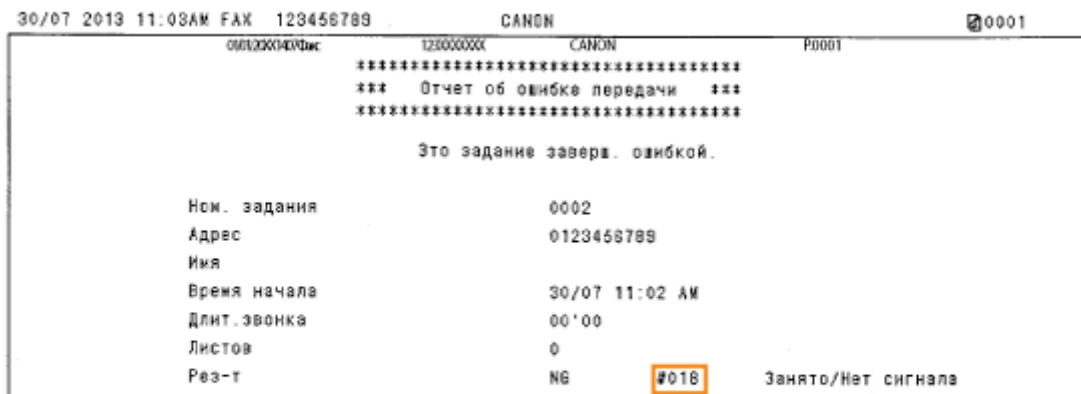 30/07 2013 11:03AM FAX 123456789 CANON 0001
123XXXXXXX CANON P.0001
************************************
*** Отчет об ошибке передачи ***
************************************
Это задание заверш. ошибкой.
Ном. задания 0002
Адрес 0123456789
Имя
Время начала 30/07 11:02 AM
Длит.звонка 00'00
Листов 0
Рез-т NG #018 Занято/Нет сигнала